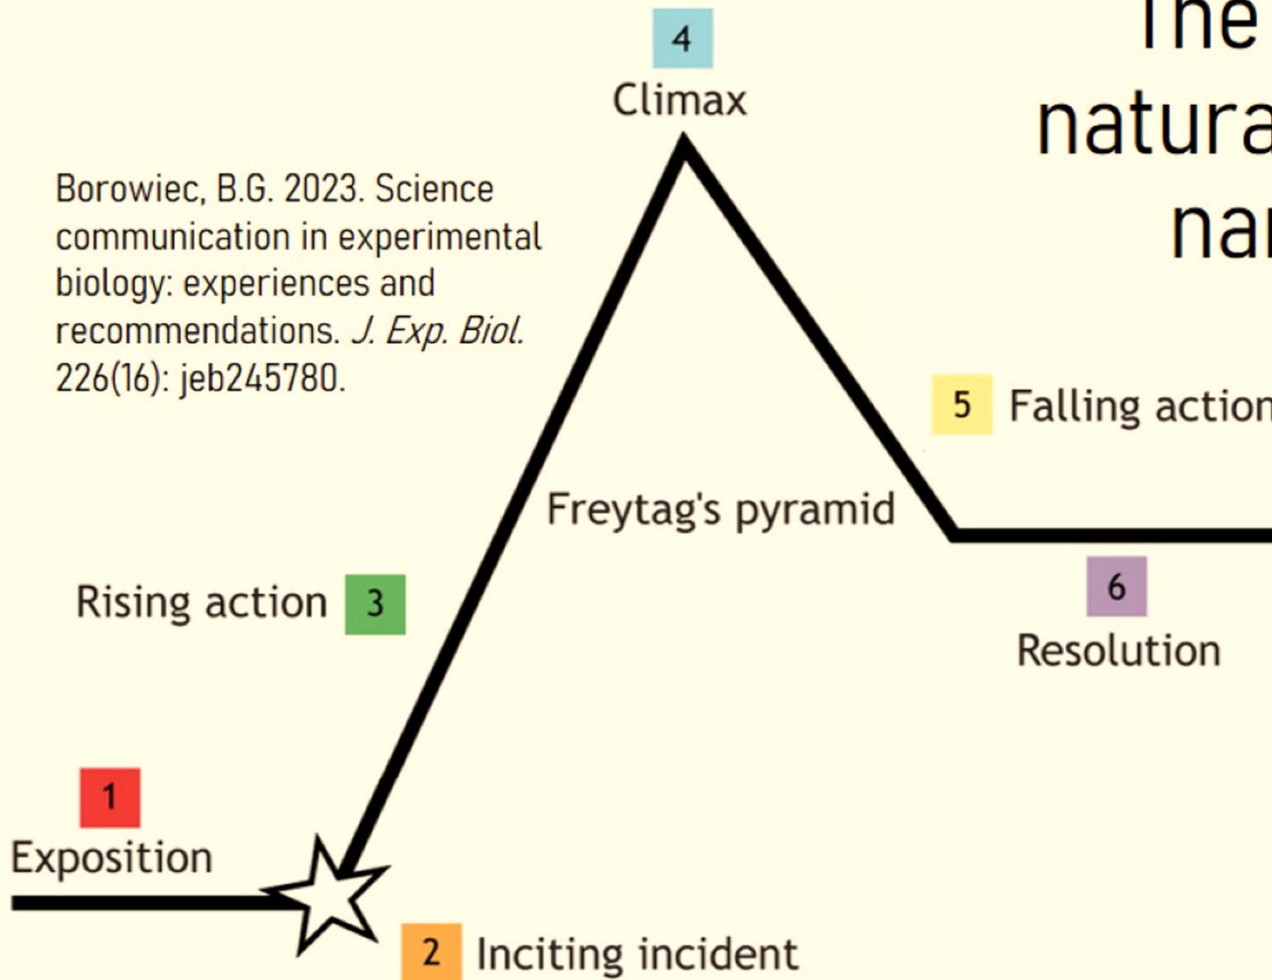 4
Climax
The
natura
nar
Borowiec, B.G. 2023. Science
communication in experimental
biology: experiences and
recommendations. J. Exp. Biol.
226(16): jeb245780.
5 Falling action
Freytag's pyramid
Rising action 3
6
Resolution
1
Exposition
2 Inciting incident